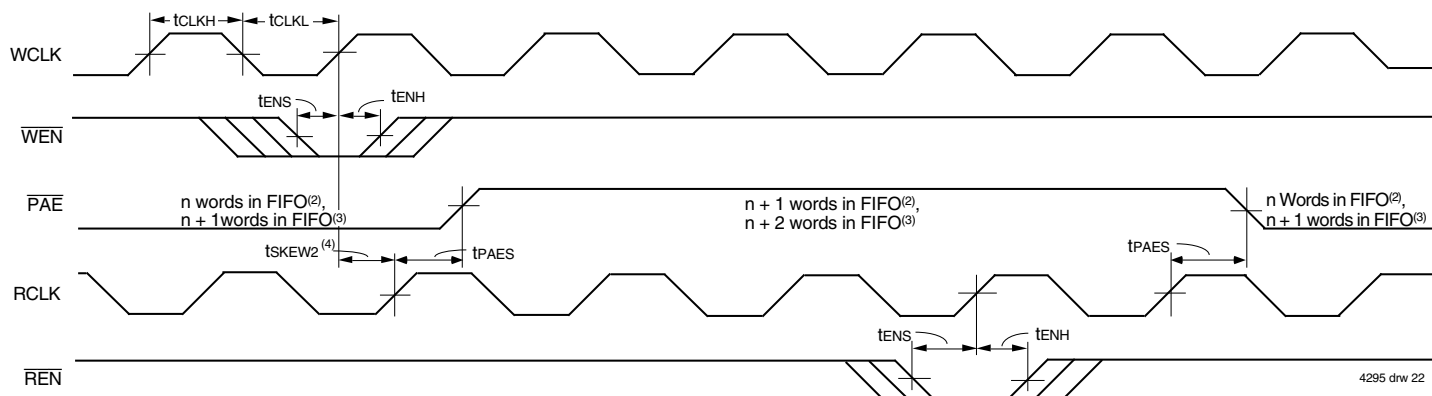 tCLKH
tCLKL
WCLK
tENS
tENH
WEN
PAE
n words in FIFO(2),
n + 1words in FIFO(3)
n + 1 words in FIFO(2),
n + 2 words in FIFO(3)
n Words in FIFO(2),
n + 1 words in FIFO(3)
tSKEW2 (4)
tPAES
tPAES
RCLK
tENS
tENH
REN
4295 drw 22